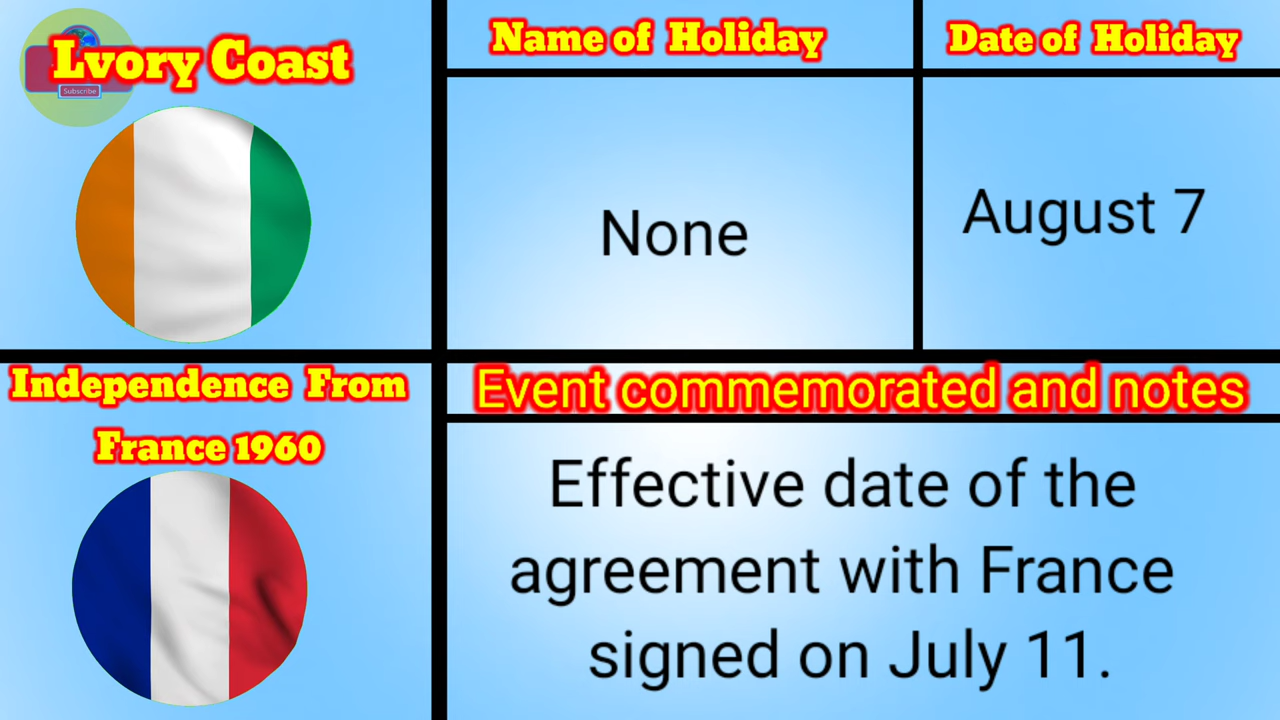 Lvory Coast
Subscribe
Name of Holiday
Date of Holiday
None
August 7
Independence From
France 1960
Event commemorated and notes
Effective date of the
agreement with France
signed on July 11.